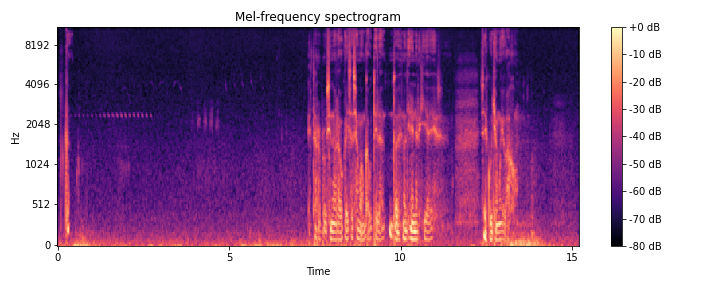 Mel-frequency spectrogram
8192
4096
2048
1024
512
0
Hz
0
5
10
15
Time
+0 dB
-10 dB
-20 dB
-30 dB
-40 dB
-50 dB
-60 dB
-70 dB
-80 dB